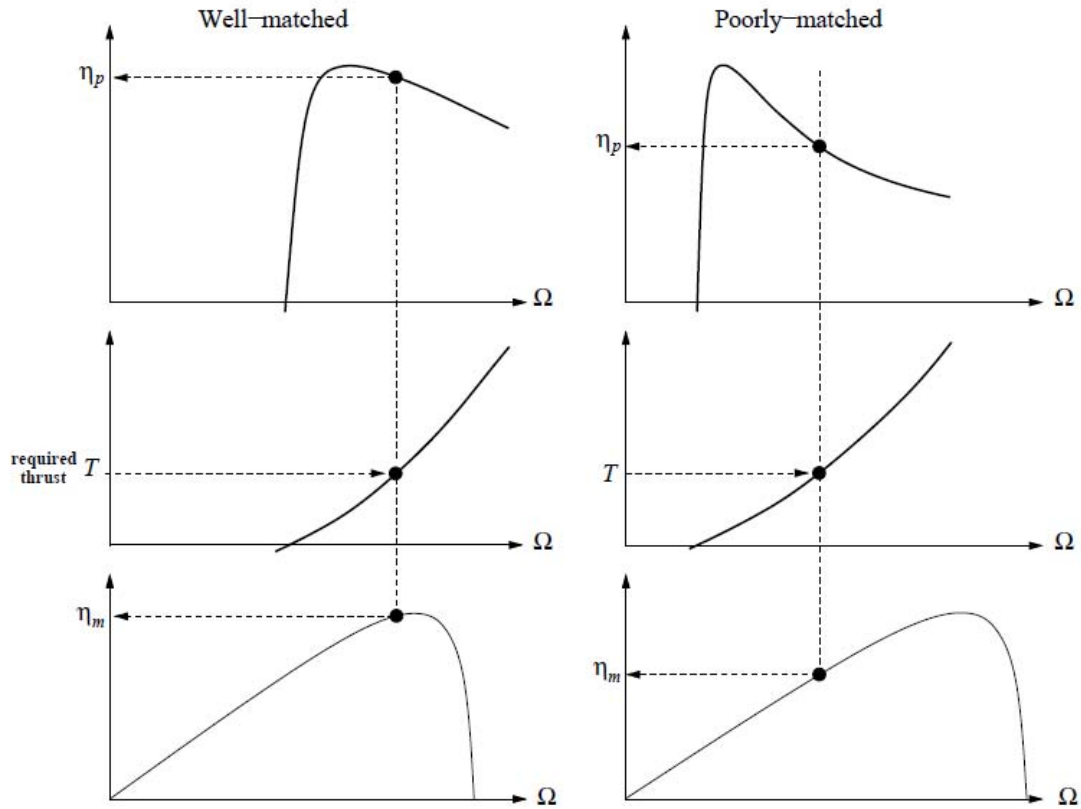 Well−matched
Poorly−matched
ηp
Ω
ηp
Ω
required
thrust
T
Ω
T
Ω
ηm
Ω
ηm
Ω